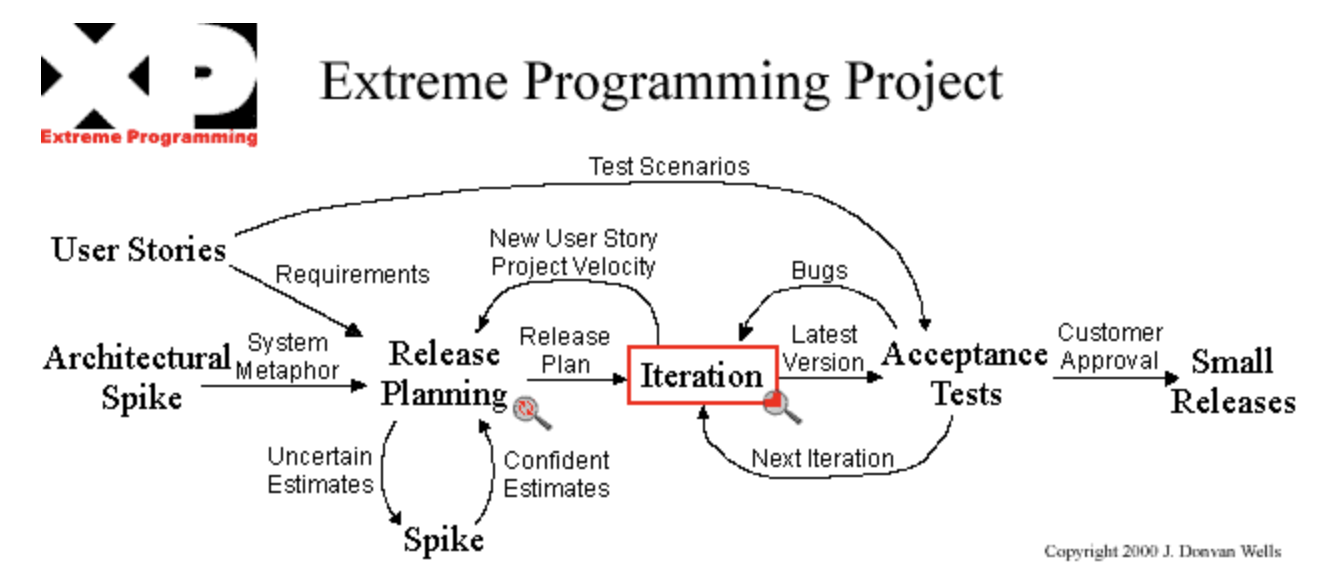 XP
Extreme Programming
Extreme Programming Project
Test Scenarios
User Stories
Requirements
New User Story
Project Velocity
Bugs
Architectural
Spike
System
Metaphor
Release
Planning
Release
Plan
Iteration
Latest
Version
Acceptance
Tests
Customer
Approval
Small
Releases
Uncertain
Estimates
Confident
Estimates
Next Iteration
Spike
Copyright 2000 J. Donvan Wells